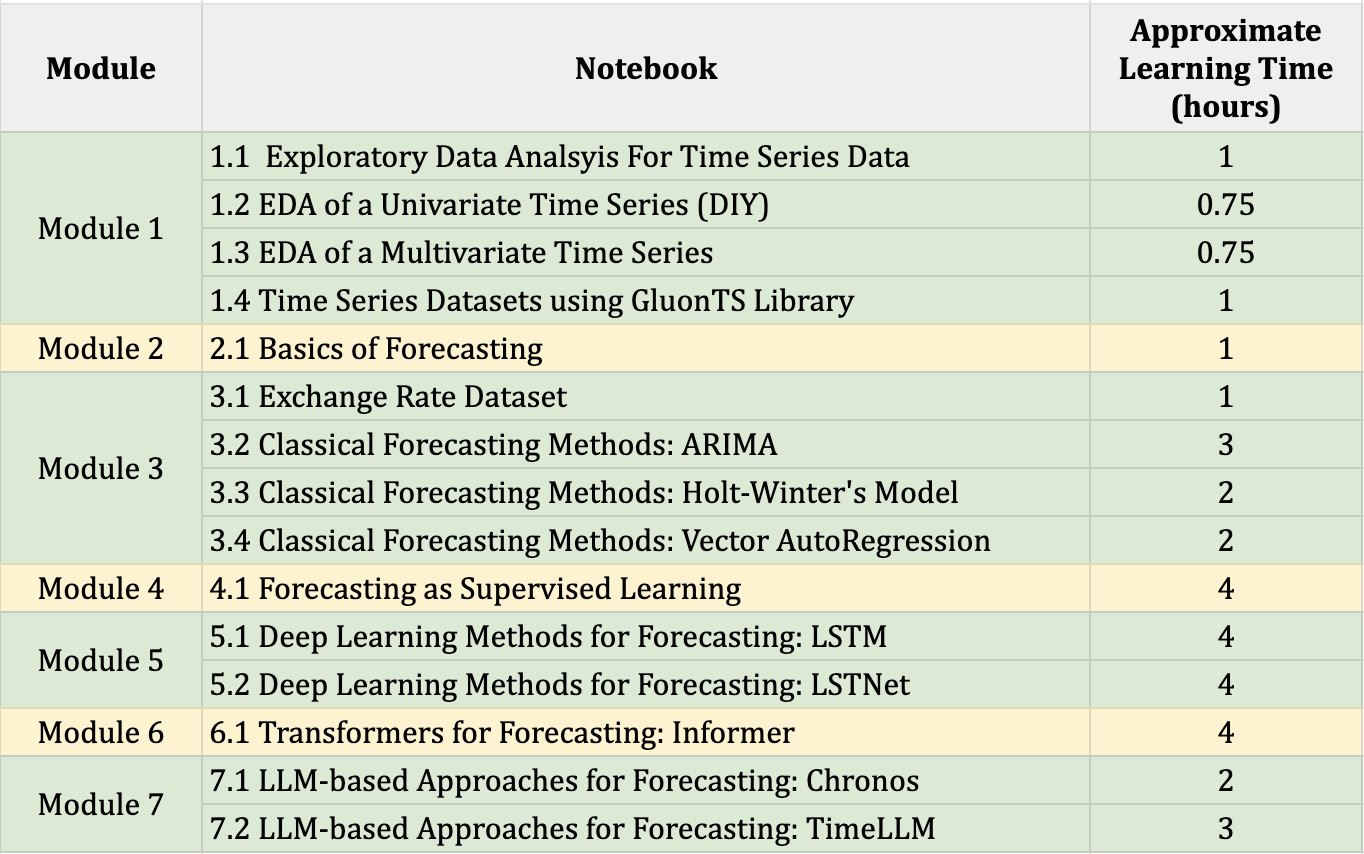 Module Notebook Approximate Learning Time (hours)
Module 1
1.1  Exploratory Data Analsyis For Time Series Data 1
1.2 EDA of a Univariate Time Series (DIY) 0.75
1.3 EDA of a Multivariate Time Series 0.75
1.4 Time Series Datasets using GluonTS Library 1
Module 2 2.1 Basics of Forecasting 1
Module 3
3.1 Exchange Rate Dataset 1
3.2 Classical Forecasting Methods: ARIMA 3
3.3 Classical Forecasting Methods: Holt-Winter's Model 2
3.4 Classical Forecasting Methods: Vector AutoRegression 2
Module 4 4.1 Forecasting as Supervised Learning 4
Module 5
5.1 Deep Learning Methods for Forecasting: LSTM 4
5.2 Deep Learning Methods for Forecasting: LSTNet 4
Module 6 6.1 Transformers for Forecasting: Informer 4
Module 7
7.1 LLM-based Approaches for Forecasting: Chronos 2
7.2 LLM-based Approaches for Forecasting: TimeLLM 3